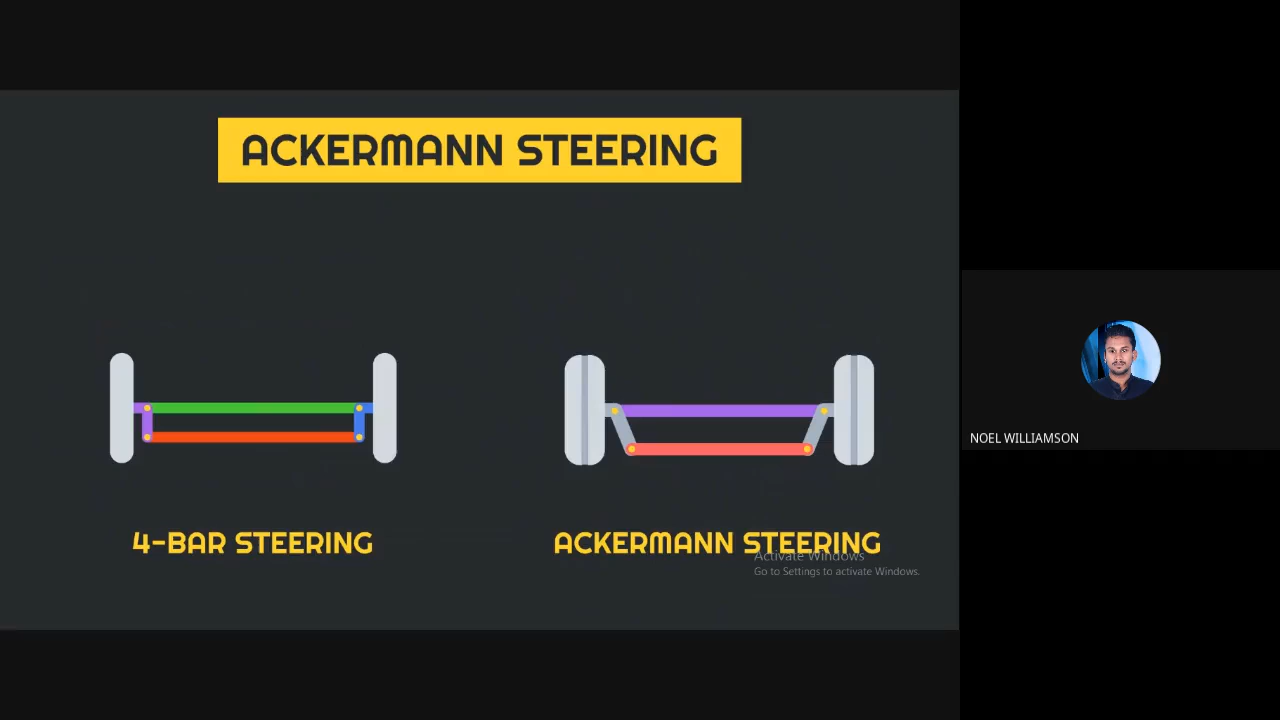 ACKERMANN STEERING
4-BAR STEERING
ACKERMANN STEERING
Activate Windows
Go to Settings to activate Windows.
NOEL WILLIAMSON